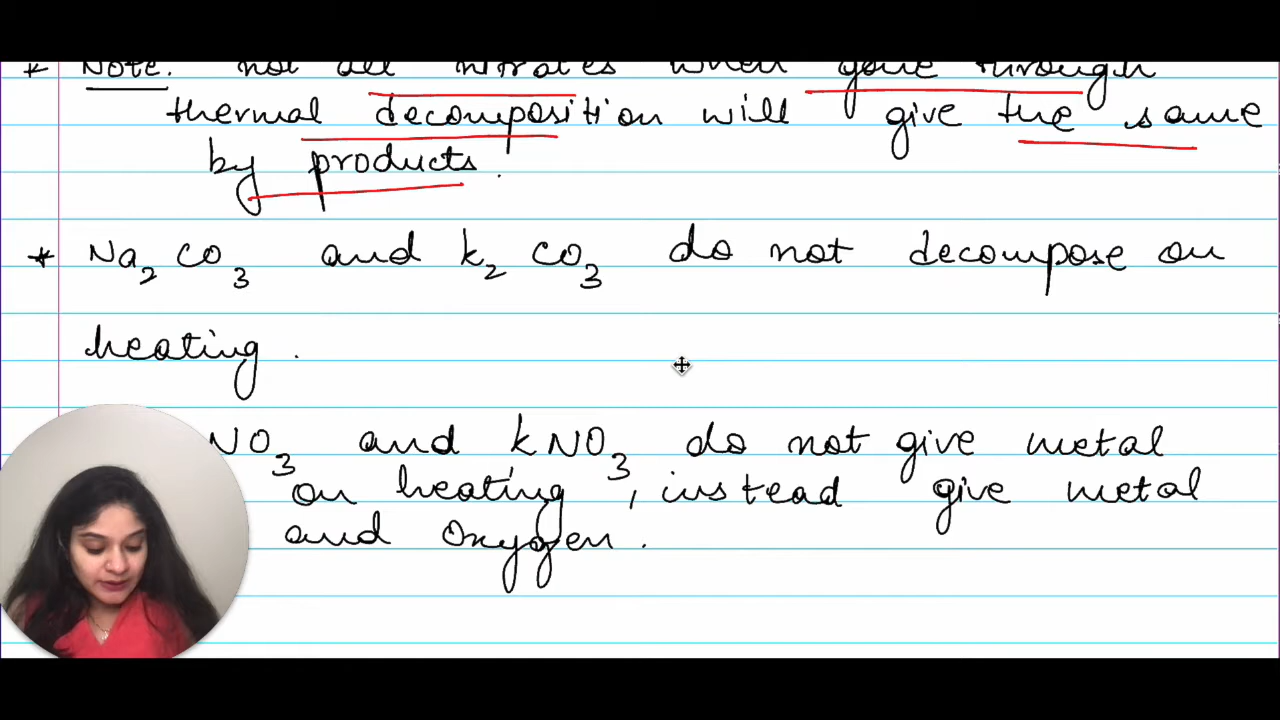 * Note. not all nitrates when gone through
thermal decomposition will give the same
by products.
* Na₂CO₃ and k₂CO₃ do not decompose on
heating.
NO₃ and kNO₃ do not give metal
on heating, instead give metal
and Oxygen.